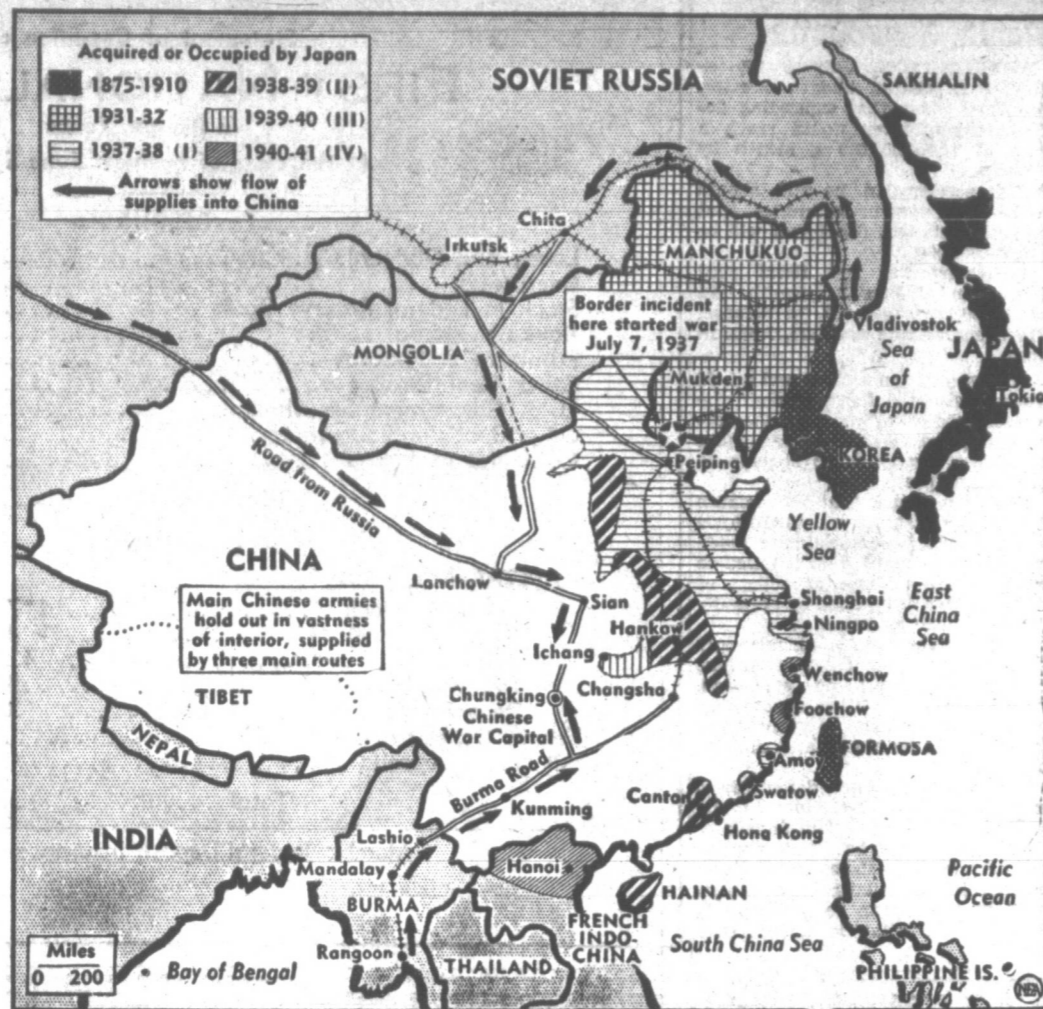 Acquired or Occupied by Japan
1875-1910
1938-39 (II)
1931-32
1939-40 (III)
1937-38 (I)
1940-41 (IV)
Arrows show flow of
supplies into China
SOVIET RUSSIA
SAKHALIN
Chita
Irkutsk
MANCHUKUO
Border incident
here started war
July 7, 1937
Vladivostok
MONGOLIA
Sea
of
Japan
JAPAN
Mukden
Tokio
Peiping
KOREA
Road from Russia
Yellow
Sea
CHINA
Lanchow
Main Chinese armies
hold out in vastness
of interior, supplied
by three main routes
Sian
Shanghai
East
China
Sea
Hankow
Ningpo
Ichang
Wenchow
TIBET
Chungking
Chinese
War Capital
Changsha
Foochow
NEPAL
FORMOSA
Amoy
Burma Road
Swatow
Kunming
Canton
INDIA
Lashio
Hong Kong
Mandalay
Hanoi
Pacific
Ocean
HAINAN
BURMA
FRENCH
INDO-
CHINA
South China Sea
Miles
0 200
Rangoon
Bay of Bengal
THAILAND
PHILIPPINE IS.
NEA